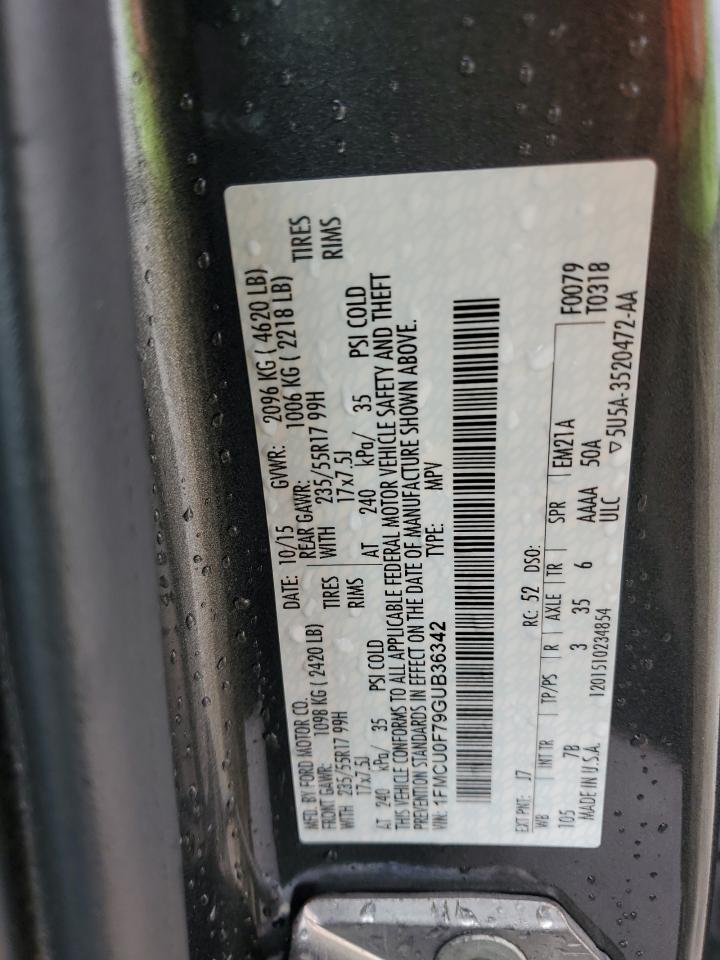 MFD. BY FORD MOTOR CO.
DATE: 10/15 GVWR: 2096 KG ( 4620 LB)
FRONT GAWR: 1098 KG ( 2420 LB) REAR GAWR: 1006 KG ( 2218 LB)
WITH 235/55R17 99H TIRES WITH 235/55R17 99H TIRES
17x7.5J RIMS 17x7.5J RIMS
AT 240 kPa/ 35 PSI COLD AT 240 kPa/ 35 PSI COLD
THIS VEHICLE CONFORMS TO ALL APPLICABLE FEDERAL MOTOR VEHICLE SAFETY AND THEFT
PREVENTION STANDARDS IN EFFECT ON THE DATE OF MANUFACTURE SHOWN ABOVE.
VIN: 1FMCU0F79GUB36342 TYPE: MPV
EXT PNT: J7 RC: 52 DSO:
WB INT TR TP/PS R AXLE TR SPR EM21A F0079
105 7B 3 35 6 AAAA 50A T0318
ULC
MADE IN U.S.A. 1201510234854 5U5A-3520472-AA